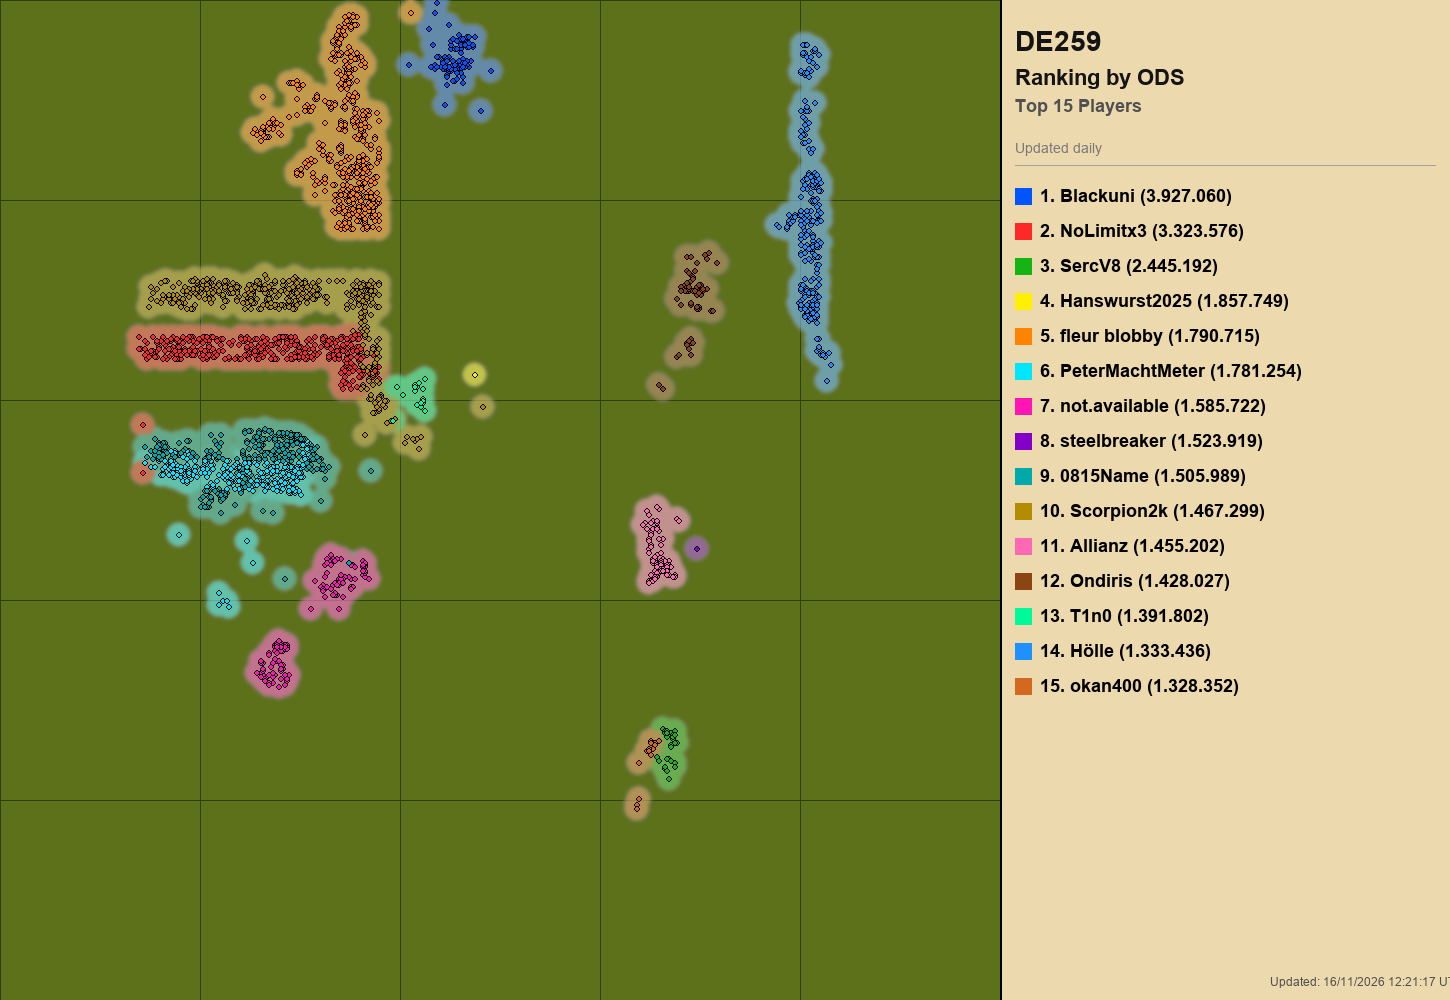 DE259
Ranking by ODS
Top 15 Players
Updated daily
1. Blackuni (3.927.060)
2. NoLimitx3 (3.323.576)
3. SercV8 (2.445.192)
4. Hanswurst2025 (1.857.749)
5. fleur blobby (1.790.715)
6. PeterMachtMeter (1.781.254)
7. not.available (1.585.722)
8. steelbreaker (1.523.919)
9. 0815Name (1.505.989)
10. Scorpion2k (1.467.299)
11. Allianz (1.455.202)
12. Ondiris (1.428.027)
13. T1n0 (1.391.802)
14. Hölle (1.333.436)
15. okan400 (1.328.352)
Updated: 16/11/2026 12:21:17 U